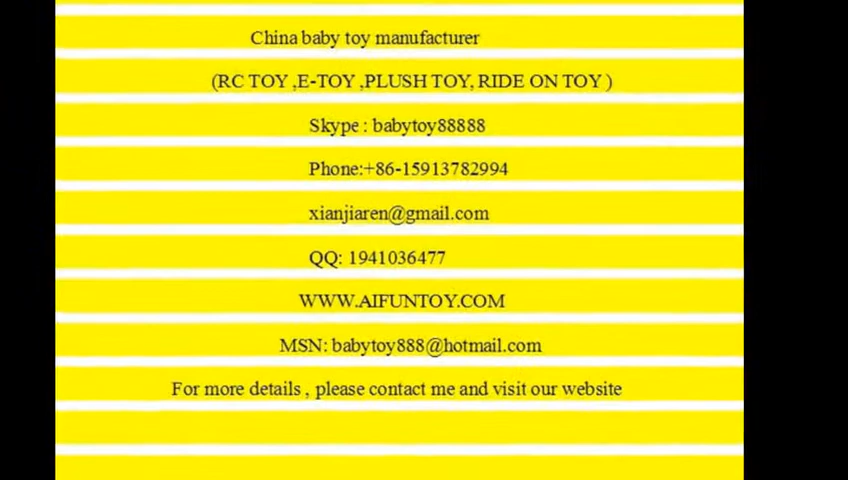 China baby toy manufacturer
(RC TOY ,E-TOY ,PLUSH TOY, RIDE ON TOY )
Skype : babytoy88888
Phone:+86-15913782994
xianjiaren@gmail.com
QQ: 1941036477
WWW.AIFUNTOY.COM
MSN: babytoy888@hotmail.com
For more details , please contact me and visit our website